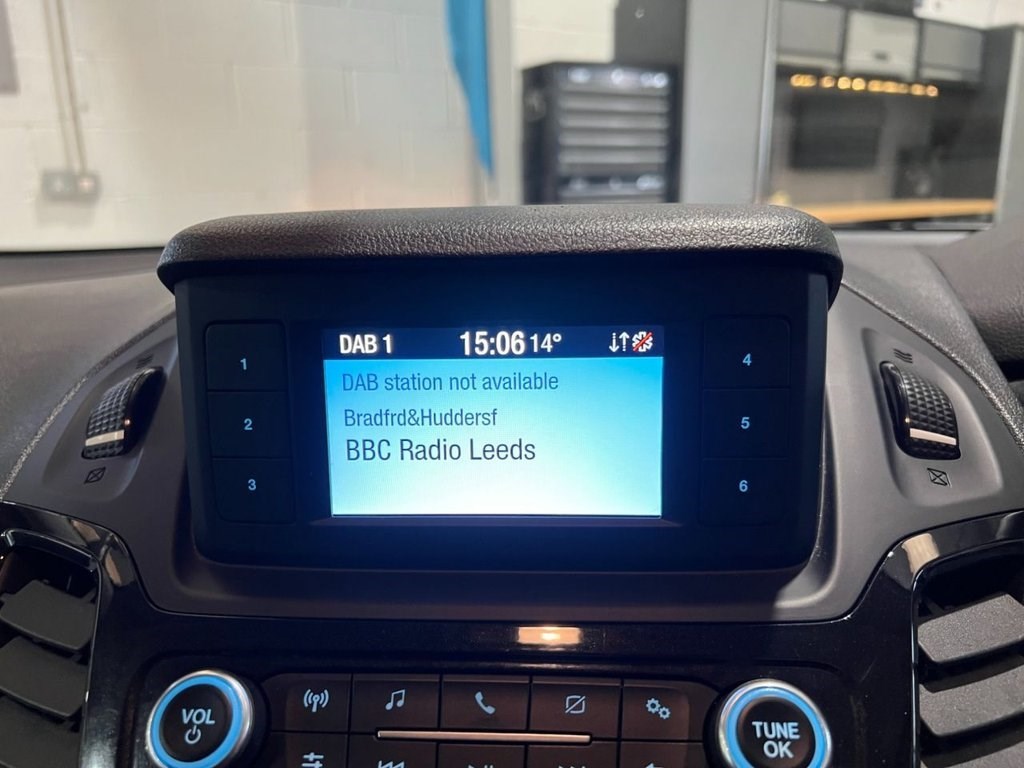 DAB 1 15:06 14°
DAB station not available
Bradfrd&Huddersf
BBC Radio Leeds
1
2
3
4
5
6
VOL
TUNE
OK